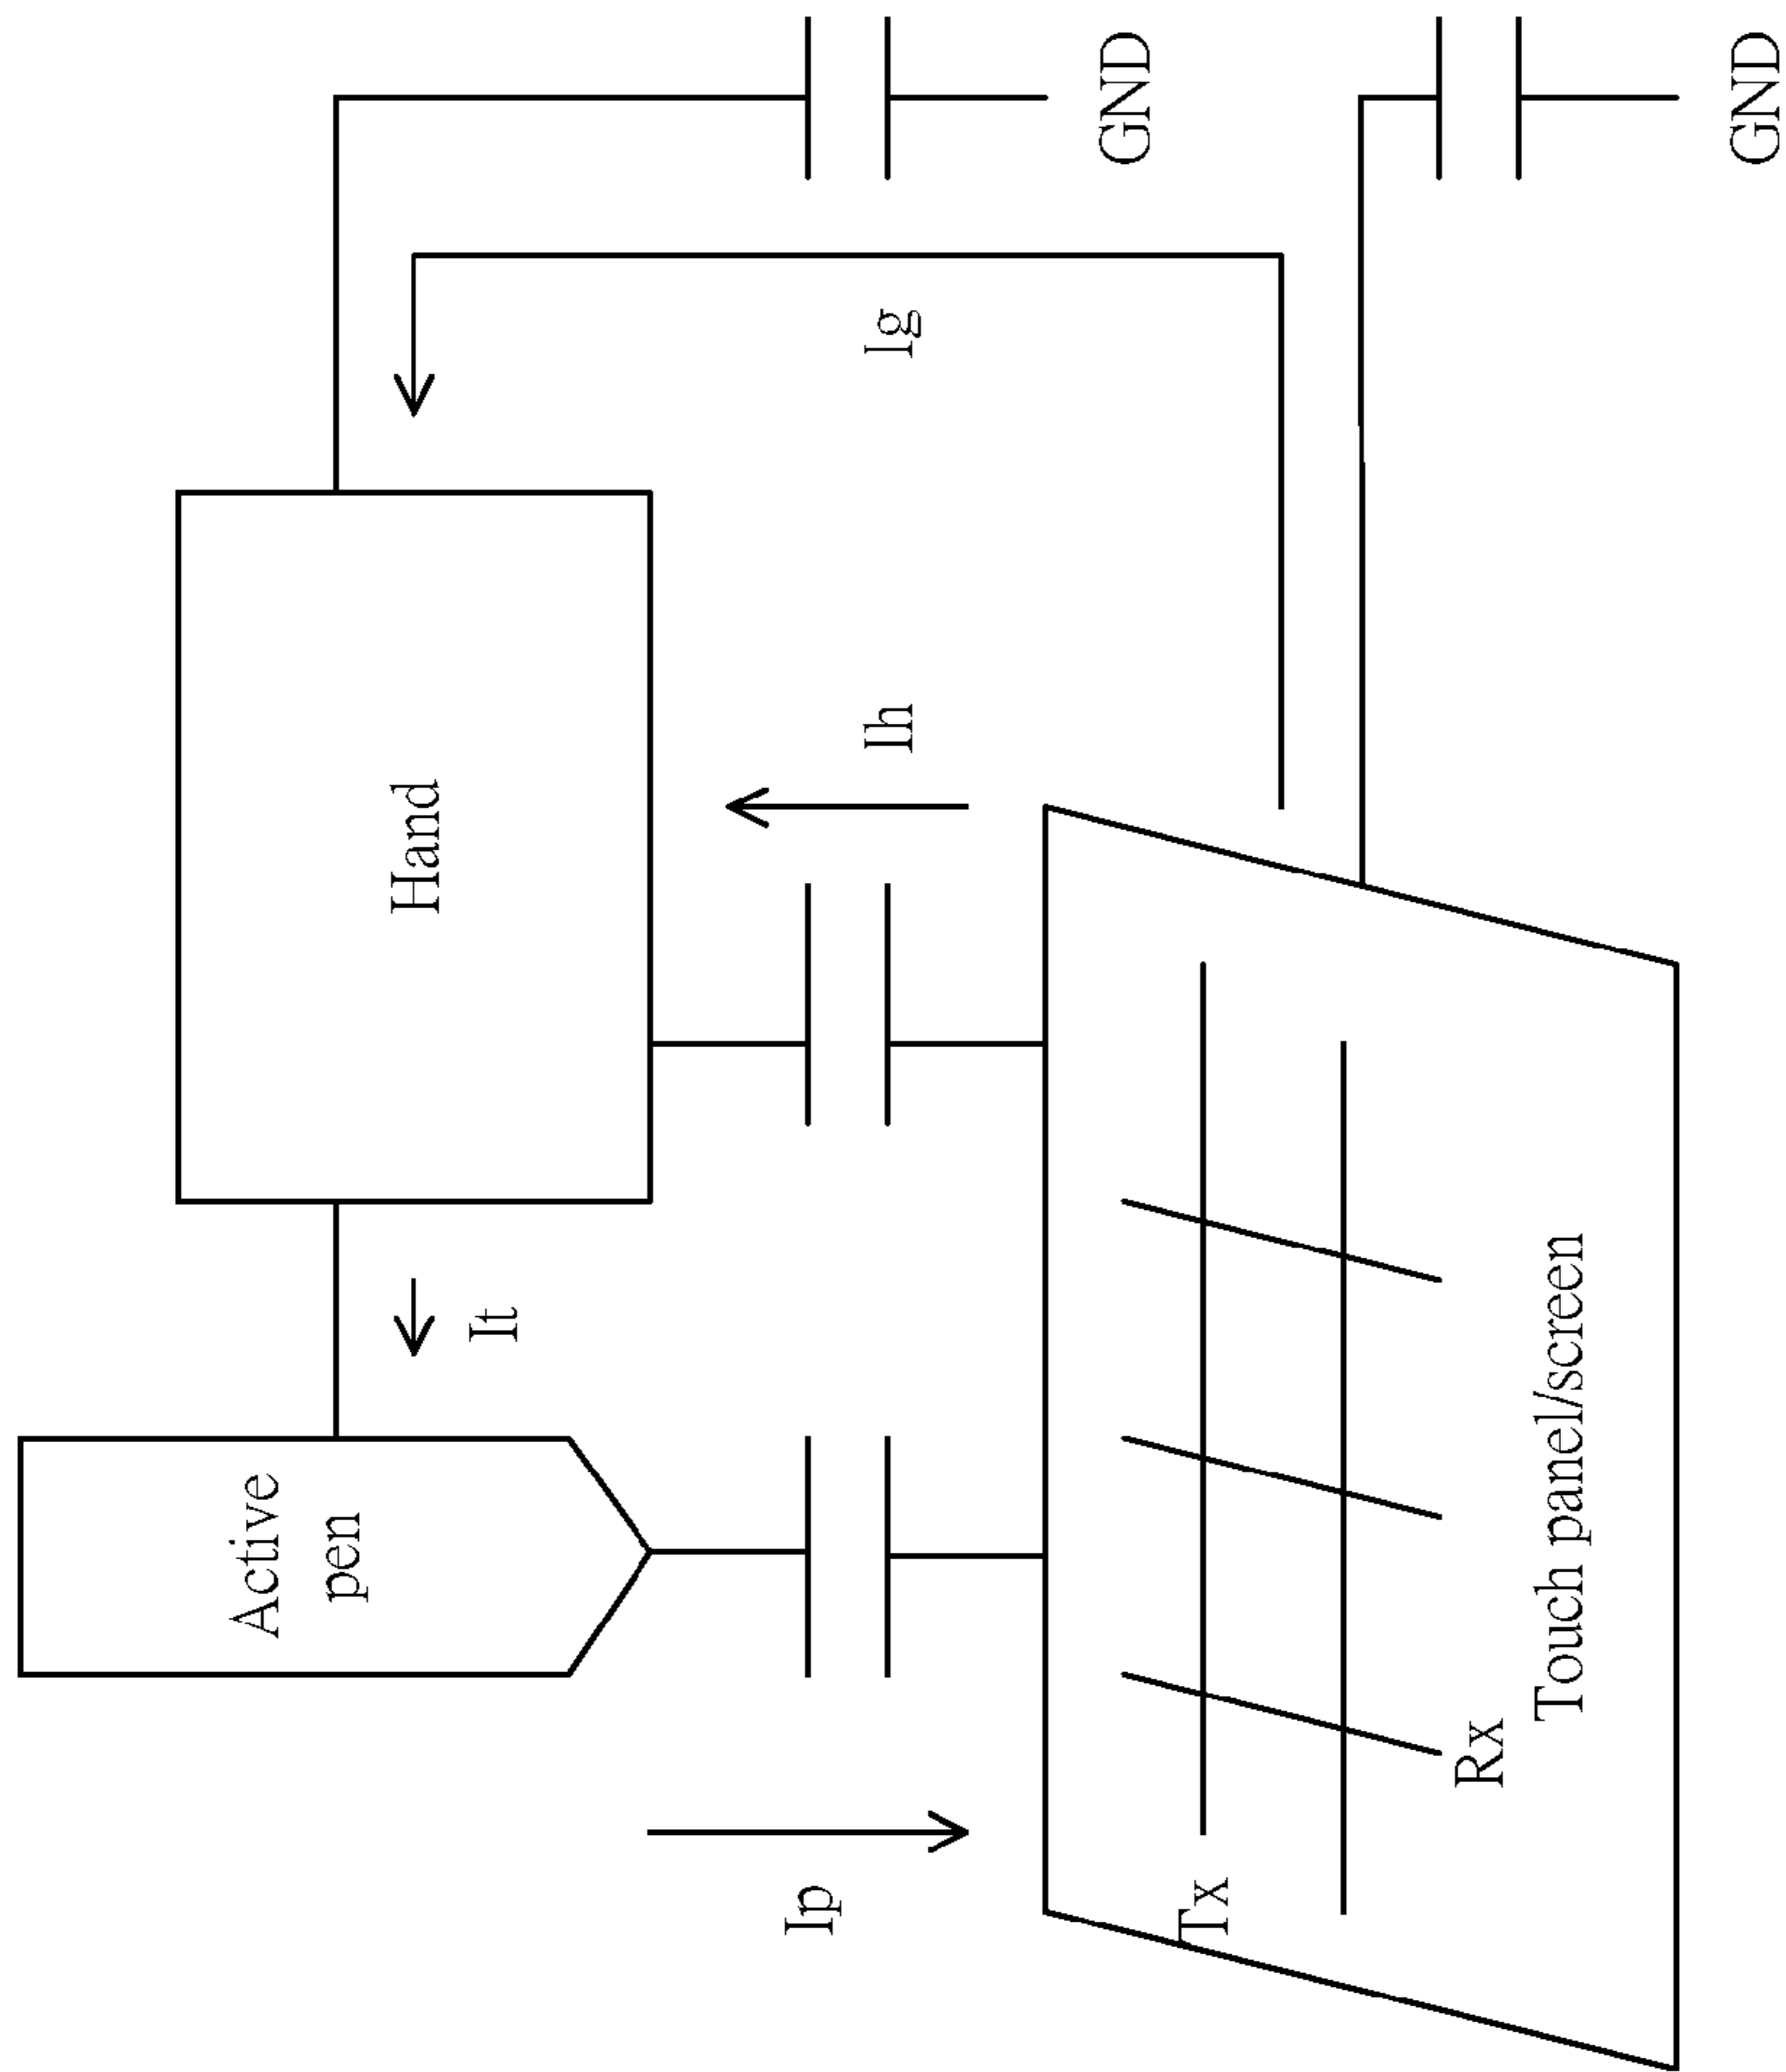 Active
pen
Hand
It
Ip
Ih
Ig
GND
GND
Tx
Rx
Touch panel/screen